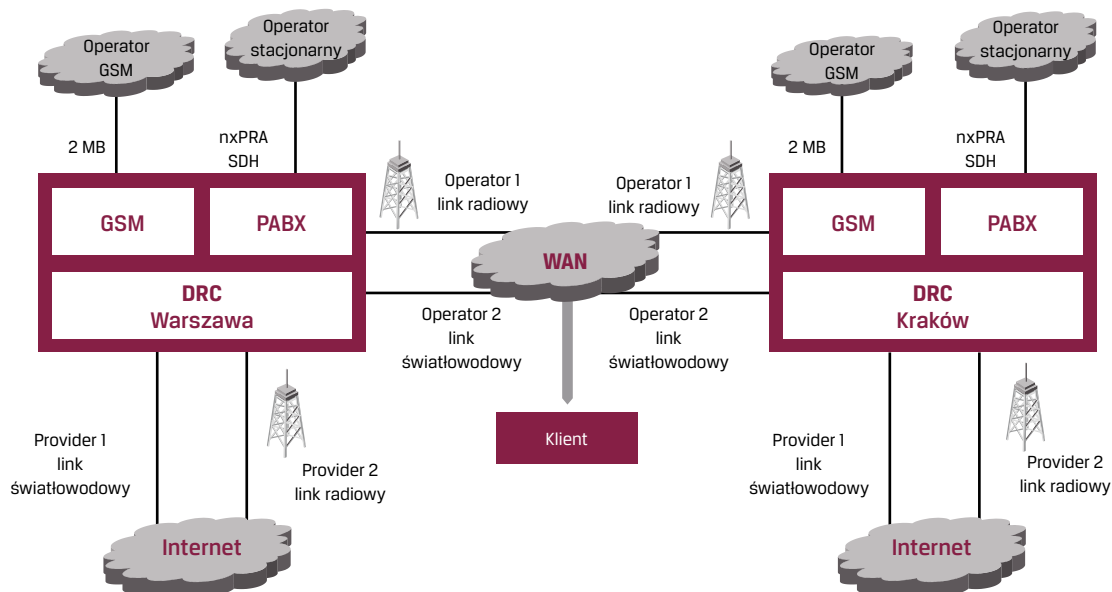 Operator
GSM
Operator
stacjonarny
Operator
GSM
Operator
stacjonarny
2 MB
nxPRA
SDH
2 MB
nxPRA
SDH
Operator 1
link radiowy
Operator 1
link radiowy
GSM
PABX
WAN
GSM
PABX
DRC
Warszawa
DRC
Kraków
Operator 2
link
światłowodowy
Operator 2
link
światłowodowy
Klient
Provider 1
link
światłowodowy
Provider 2
link radiowy
Provider 1
link
światłowodowy
Provider 2
link radiowy
Internet
Internet